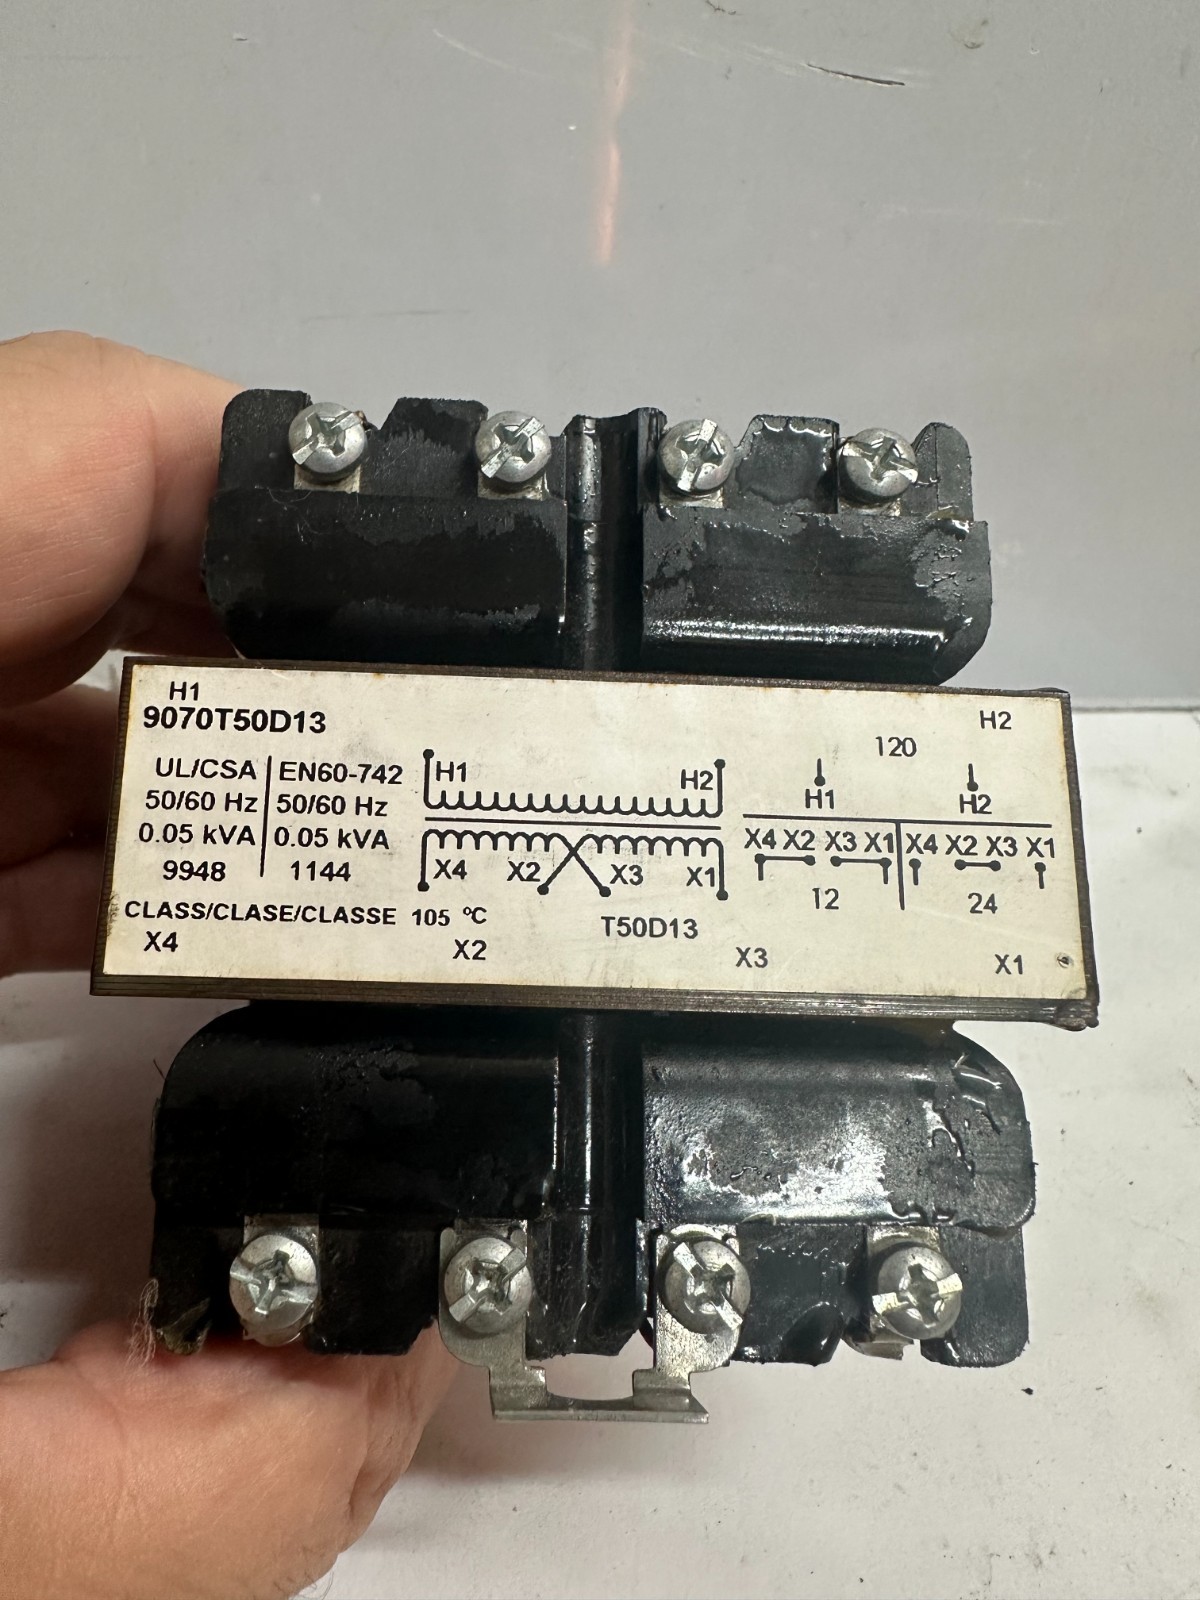 H1
H2
9070T50D13
120
UL/CSA EN60-742
50/60 Hz 50/60 Hz
0.05 kVA 0.05 kVA
9948 1144
CLASS/CLASE/CLASSE 105 ºC
H1 H2
X4 X2 X3 X1
T50D13
H1 H2
X4 X2 X3 X1 X4 X2 X3 X1
12 24
X4 X2 X3 X1